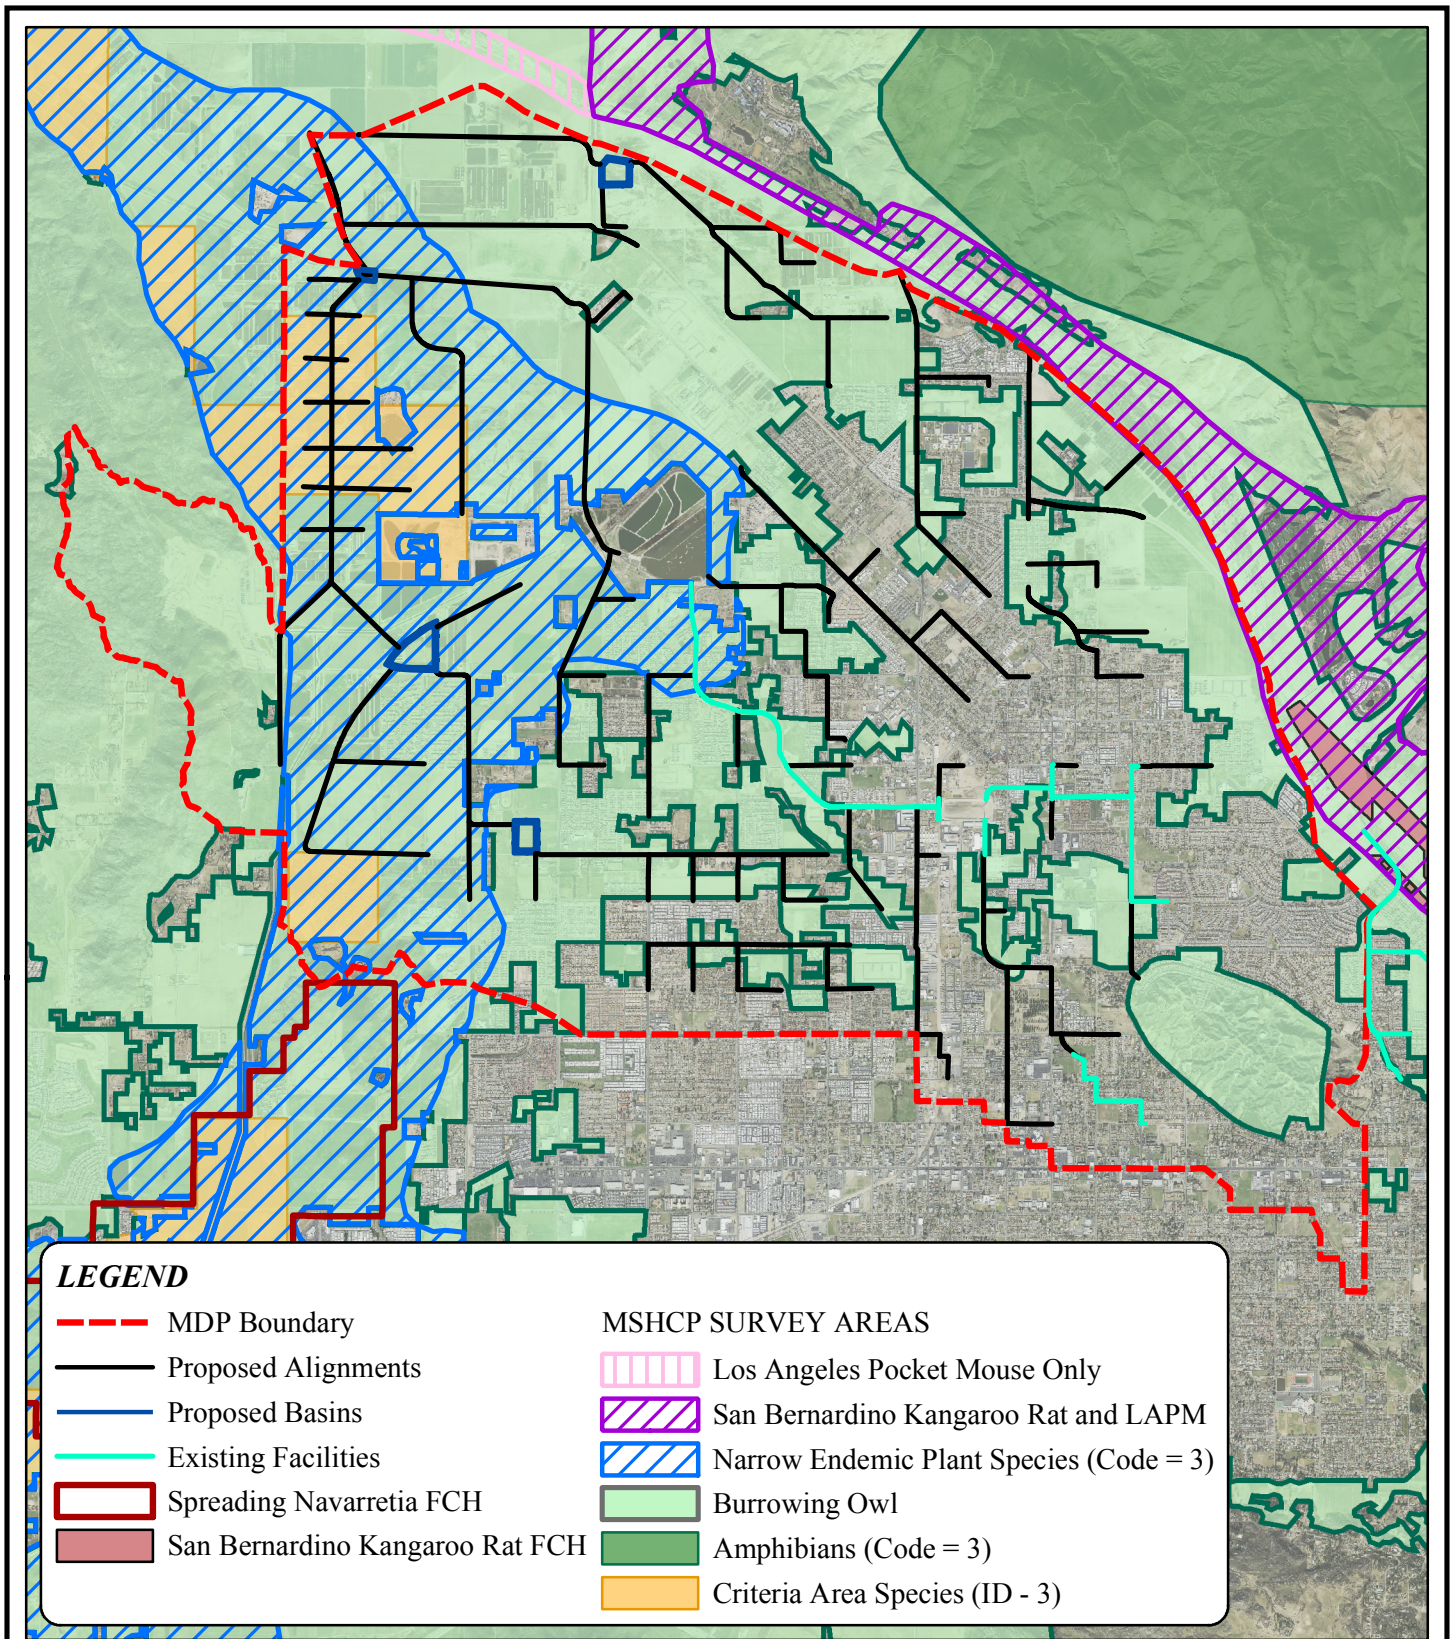 LEGEND
MDP Boundary
Proposed Alignments
Proposed Basins
Existing Facilities
Spreading Navarretia FCH
San Bernardino Kangaroo Rat FCH
MSHCP SURVEY AREAS
Los Angeles Pocket Mouse Only
San Bernardino Kangaroo Rat and LAPM
Narrow Endemic Plant Species (Code = 3)
Burrowing Owl
Amphibians (Code = 3)
Criteria Area Species (ID - 3)